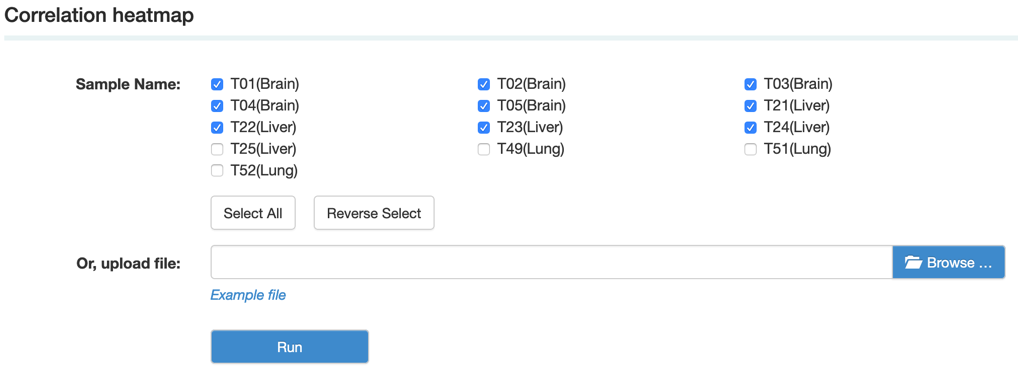 Correlation heatmap
Sample Name: T01(Brain) T02(Brain) T03(Brain)
T04(Brain) T05(Brain) T21(Liver)
T22(Liver) T23(Liver) T24(Liver)
T25(Liver) T49(Lung) T51(Lung)
T52(Lung)
Select All Reverse Select
Or, upload file: Browse ...
Example file
Run